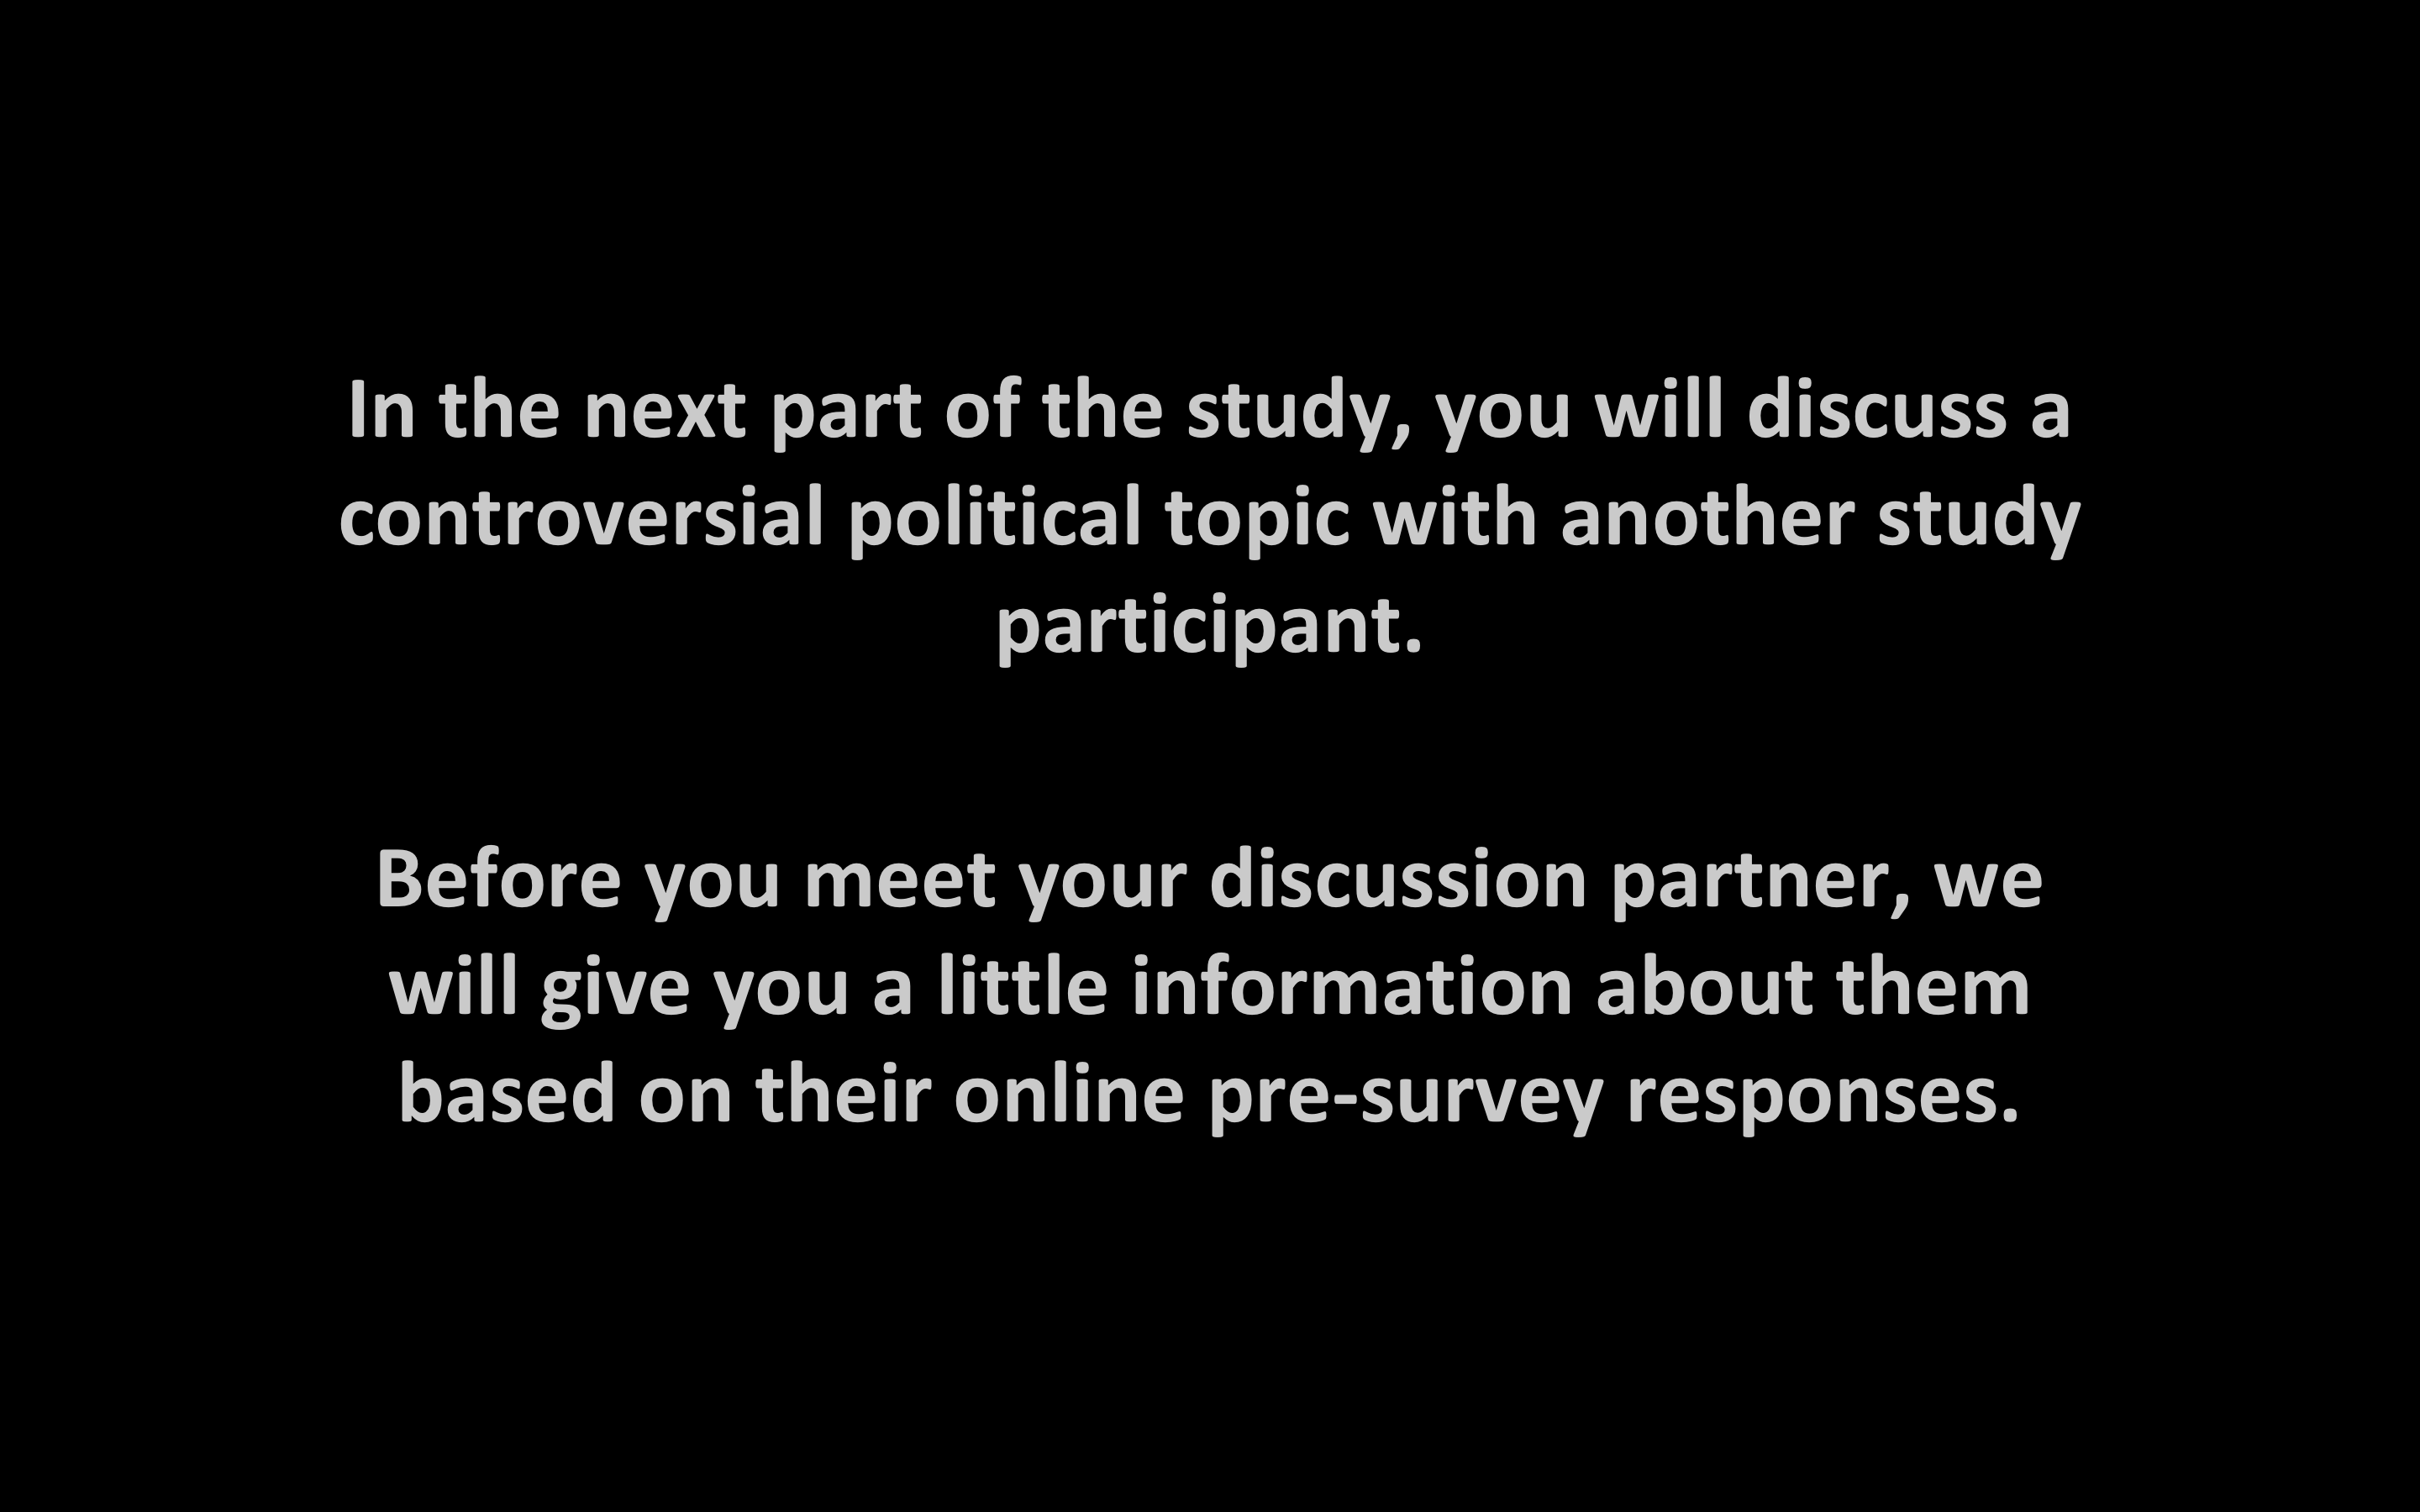 In the next part of the study, you will discuss a
controversial political topic with another study
participant.
Before you meet your discussion partner, we
will give you a little information about them
based on their online pre-survey responses.